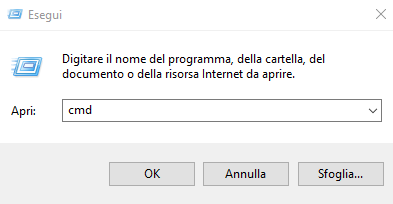 Esegui
Digitare il nome del programma, della cartella, del
documento o della risorsa Internet da aprire.
Apri: cmd
OK Annulla Sfoglia...